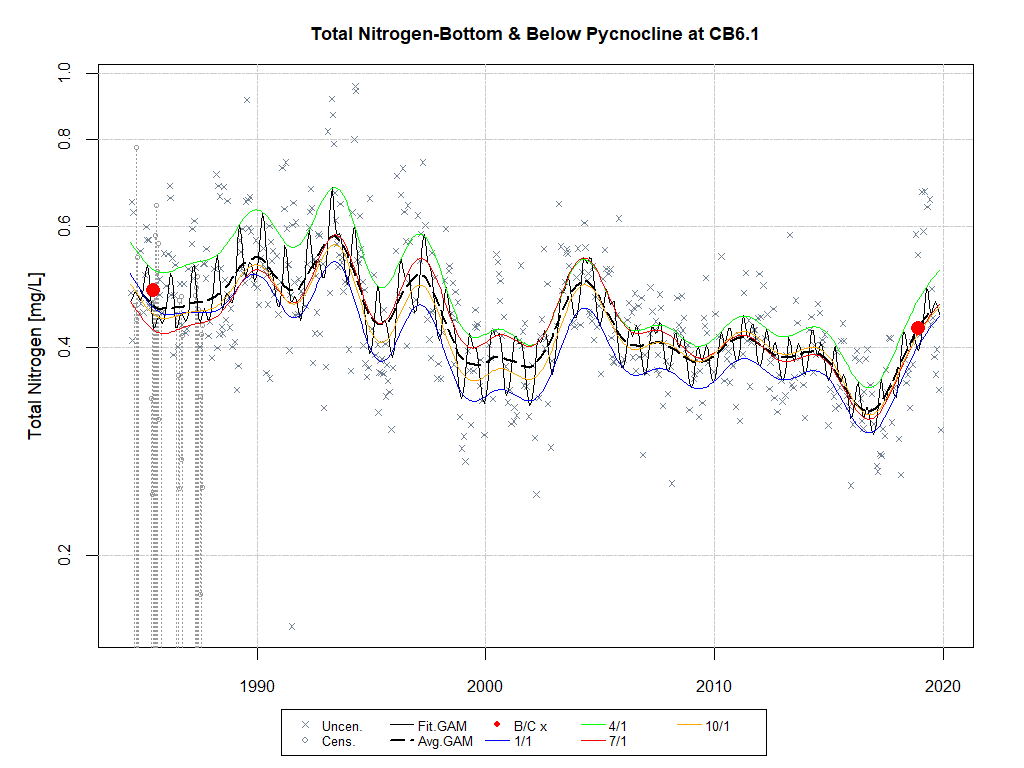 Total Nitrogen-Bottom & Below Pycnocline at CB6.1
Total Nitrogen [mg/L]
1.0
0.8
0.6
0.4
0.2
1990 2000 2010 2020
Uncen. Fit.GAM B/C x 4/1 10/1
Cens. Avg.GAM 1/1 7/1